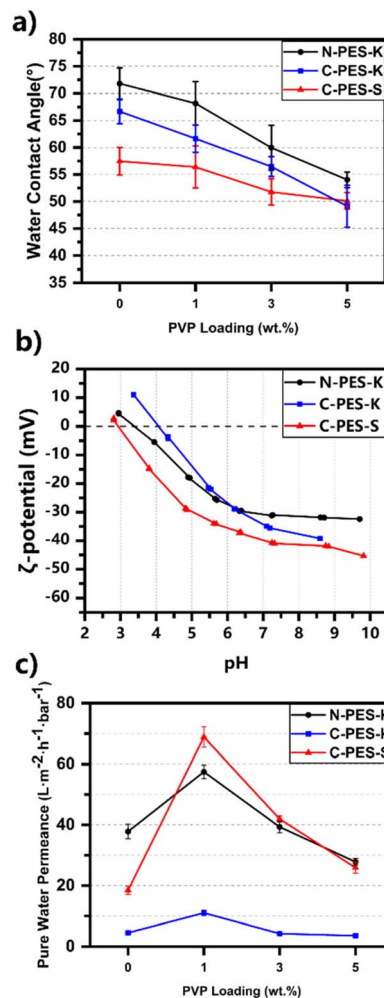 a)
N-PES-K
C-PES-K
C-PES-S
Water Contact Angle(°)
75
70
65
60
55
50
45
40
35
0 1 3 5
PVP Loading (wt.%)
b)
N-PES-K
C-PES-K
C-PES-S
ζ-potential (mV)
20
10
0
-10
-20
-30
-40
-50
-60
2 3 4 5 6 7 8 9 10
pH
c)
N-PES-K
C-PES-K
C-PES-S
Pure Water Permeance (L·m⁻²·h⁻¹·bar⁻¹)
80
60
40
20
0
0 1 3 5
PVP Loading (wt.%)